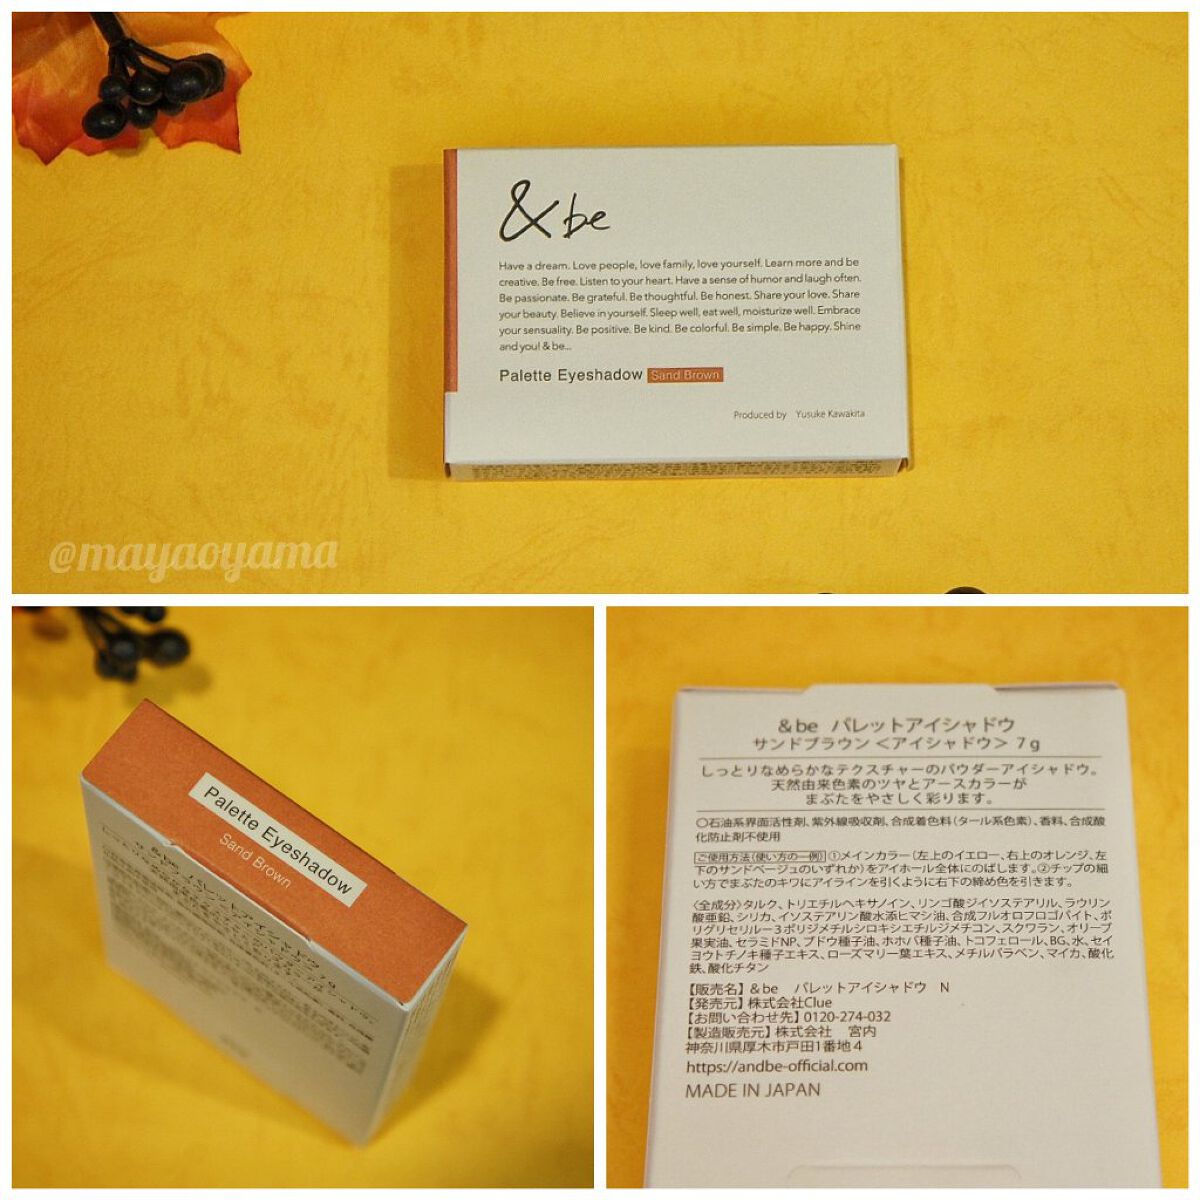 & be
Have a dream. Love people, love family, love yourself. Learn more and be
creative. Be free. Listen to your heart. Have a sense of humor and laugh often.
Be passionate. Be grateful. Be thoughtful. Be honest. Share your love. Share
your beauty. Believe in yourself. Sleep well, eat well, moisturize well. Embrace
your sensuality. Be positive. Be kind. Be colorful. Be simple. Be happy. Shine
and you! & be...
Palette Eyeshadow Sand Brown
Produced by Yusuke Kawakita
@mayaoyama
Palette Eyeshadow
Sand Brown
& be パレットアイシャドウ
& be パレットアイシャドウ
サンドブラウン<アイシャドウ> 7g
しっとりなめらかなテクスチャーのパウダーアイシャドウ。
天然由来色素のツヤとアースカラーが
まぶたをやさしく彩ります。
○石油系界面活性剤、紫外線吸収剤、合成着色料(タール系色素)、香料、合成酸
化防止剤不使用
ご使用方法(使い方の一例) ①メインカラー(左上のイエロー、右上のオレンジ、左
下のサンドベージュのいずれか)をアイホール全体にのばします。②チップの細
い方でまぶたのキワにアイラインを引くように右下の締め色を引きます。
〈全成分〉タルク、トリエチルヘキサノイン、リンゴ酸ジイソステアリル、ラウリン
酸亜鉛、シリカ、イソステアリン酸水添ヒマシ油、合成フルオロフロゴパイト、ポ
リグリセリル－3ポリジメチルシロキシエチルジメチコン、スクワラン、オリーブ
果実油、セラミドNP、ブドウ種子油、ホホバ種子油、トコフェロール、BG、水、セイ
ヨウトチノキ種子エキス、ローズマリー葉エキス、メチルパラベン、マイカ、酸化
鉄、酸化チタン
【販売名】 & be パレットアイシャドウ N
【発売元】 株式会社Clue
【お問い合わせ先】 0120-274-032
【製造販売元】 株式会社 宮内
神奈川県厚木市戸田1番地4
https://andbe-official.com
MADE IN JAPAN